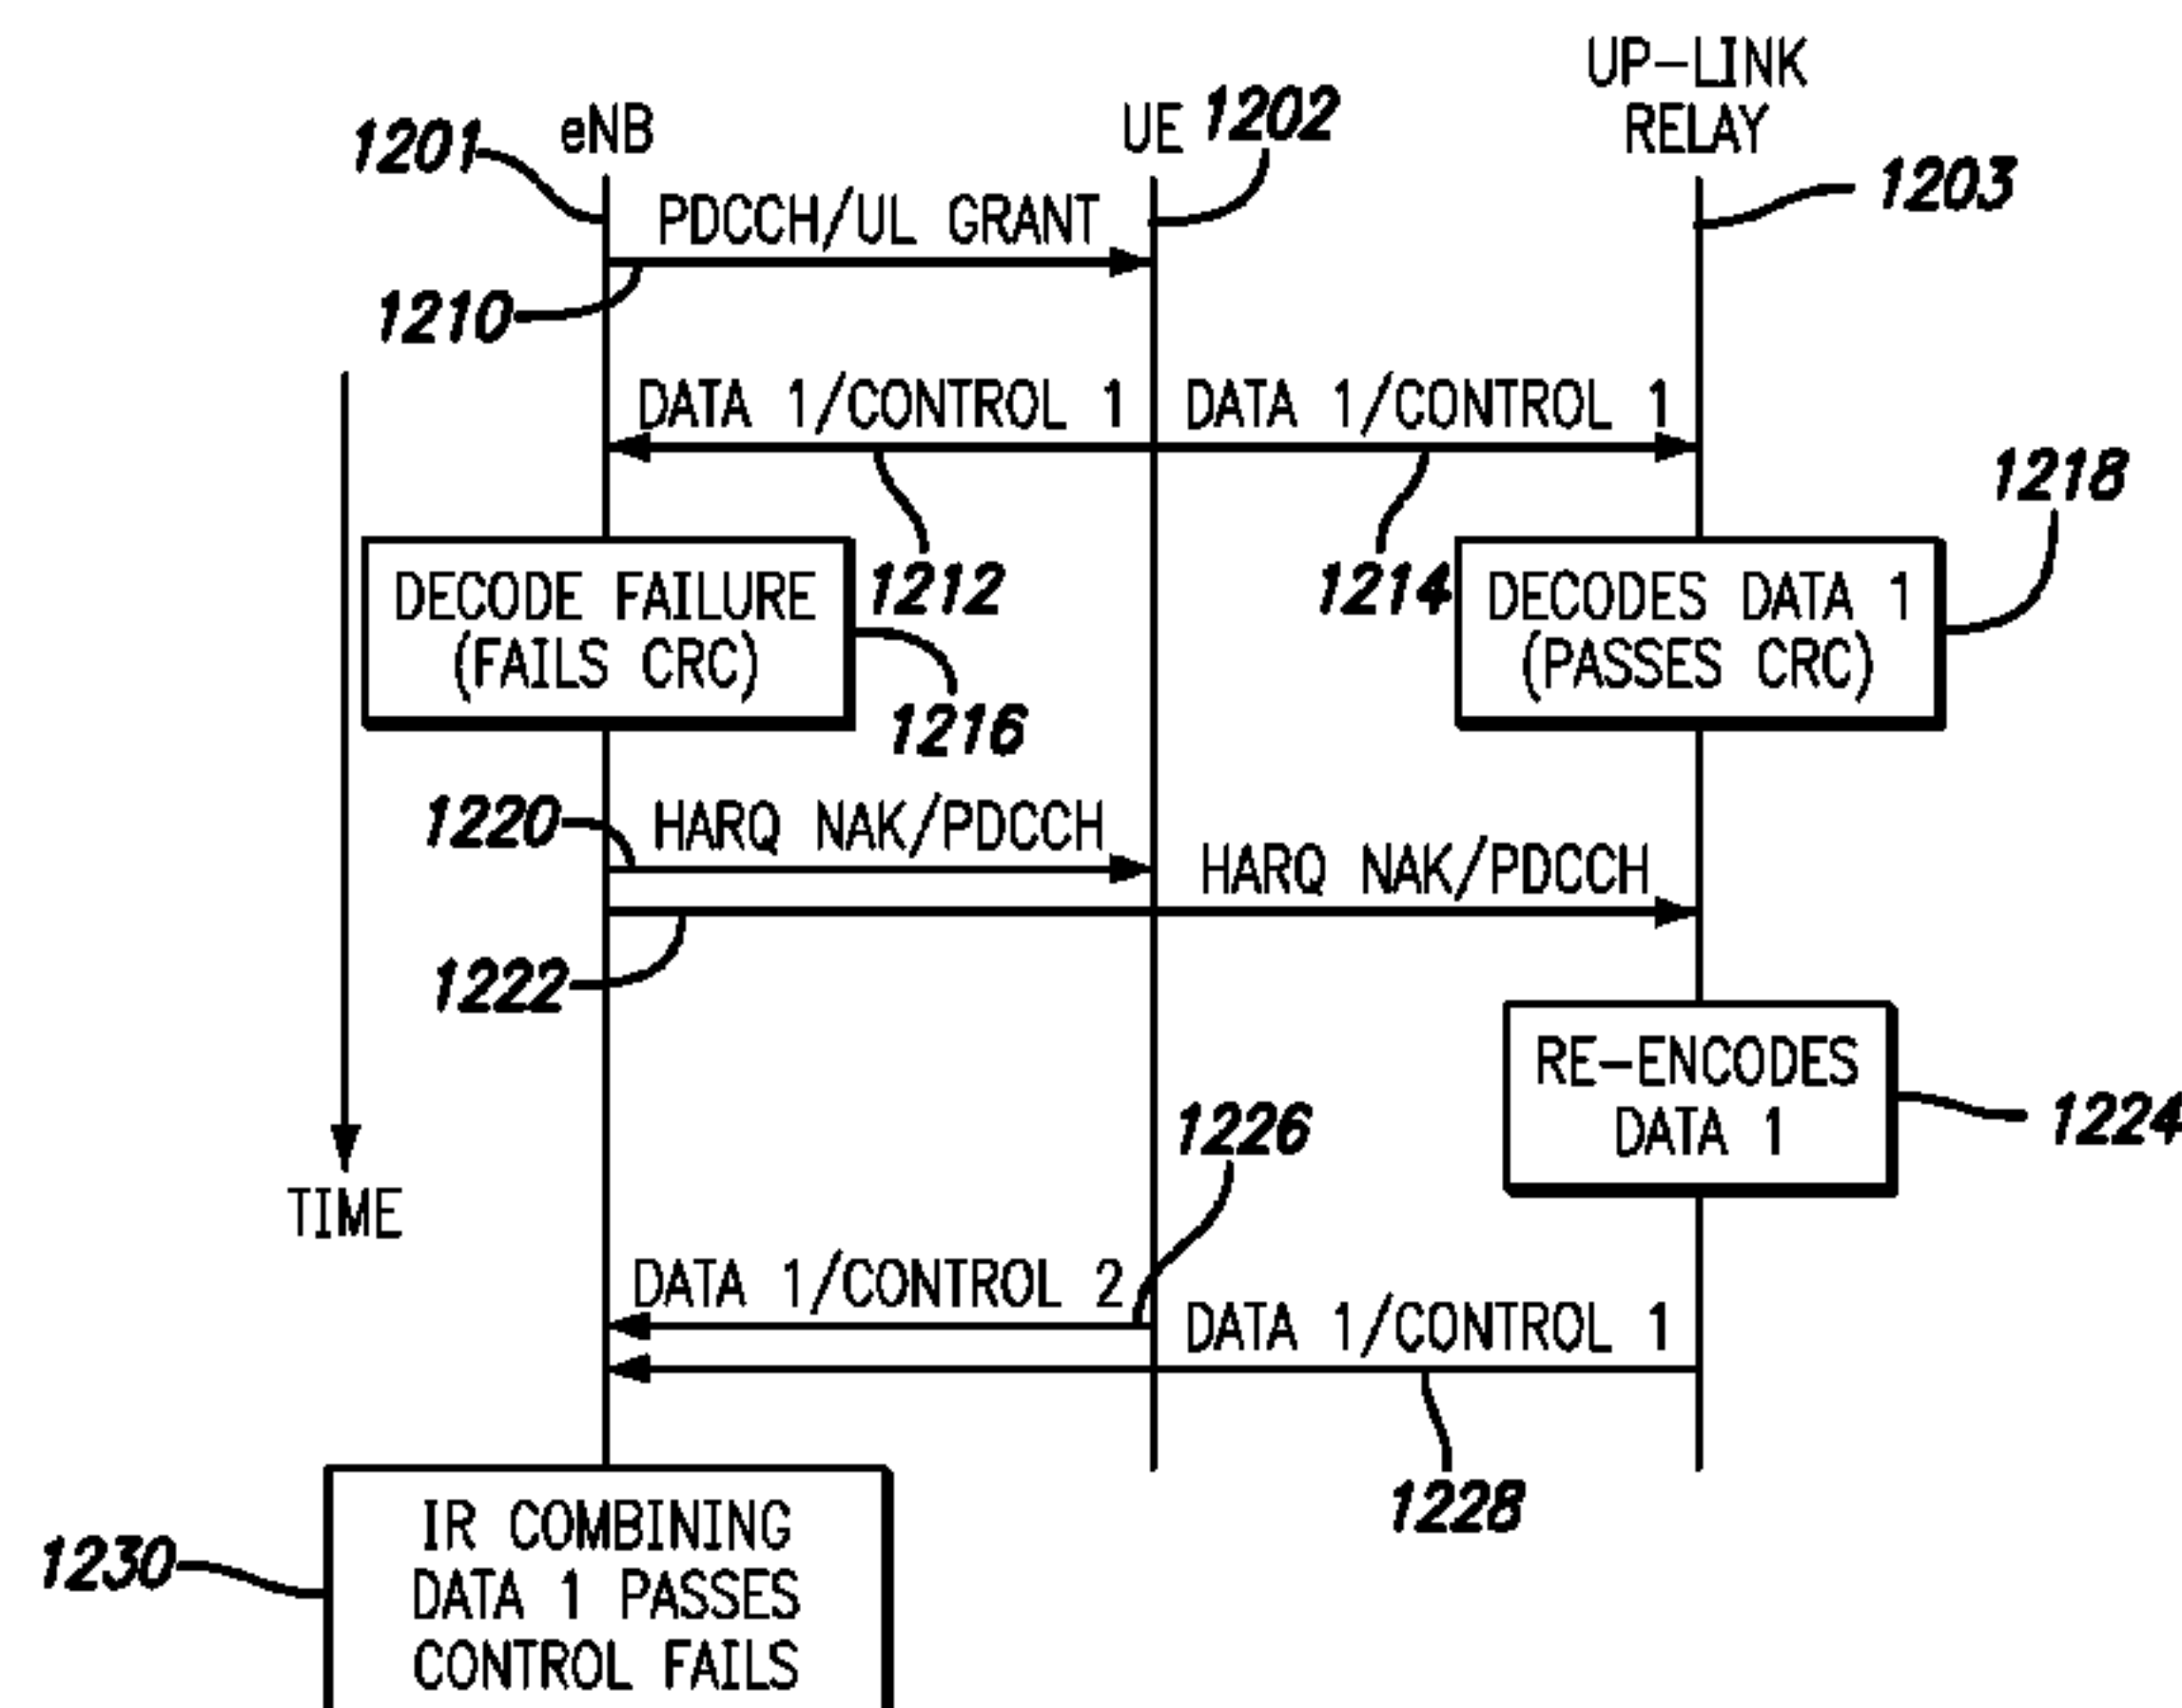 UP-LINK
RELAY
1201
eNB
UE
1202
1203
PDCCH/UL GRANT
1210
DATA 1/CONTROL 1
DATA 1/CONTROL 1
1218
1212
1214
DECODE FAILURE
(FAILS CRC)
DECODES DATA 1
(PASSES CRC)
1216
1220
HARQ NAK/PDCCH
HARQ NAK/PDCCH
1222
RE-ENCODES
DATA 1
1224
1226
TIME
DATA 1/CONTROL 2
DATA 1/CONTROL 1
1228
1230
IR COMBINING
DATA 1 PASSES
CONTROL FAILS